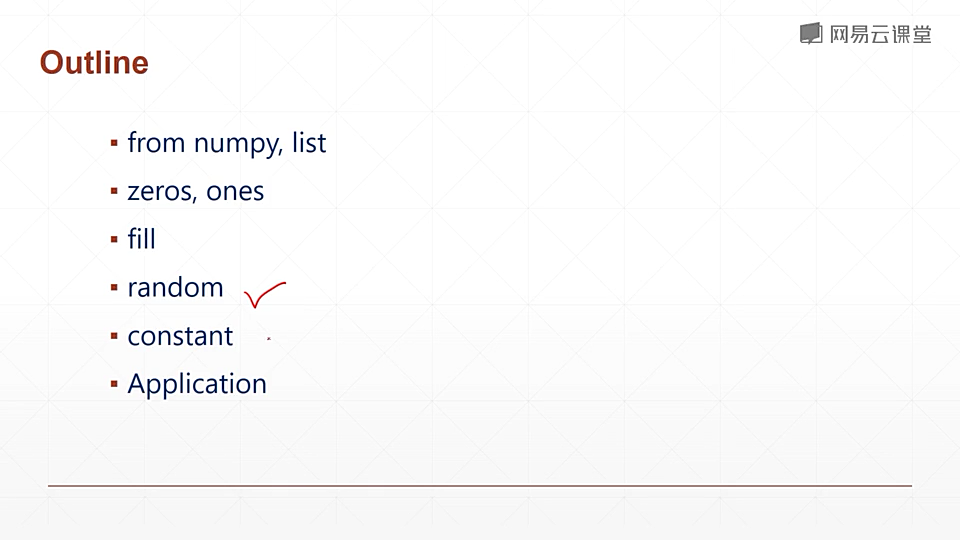 网易云课堂
Outline
from numpy, list
zeros, ones
fill
random
constant
Application